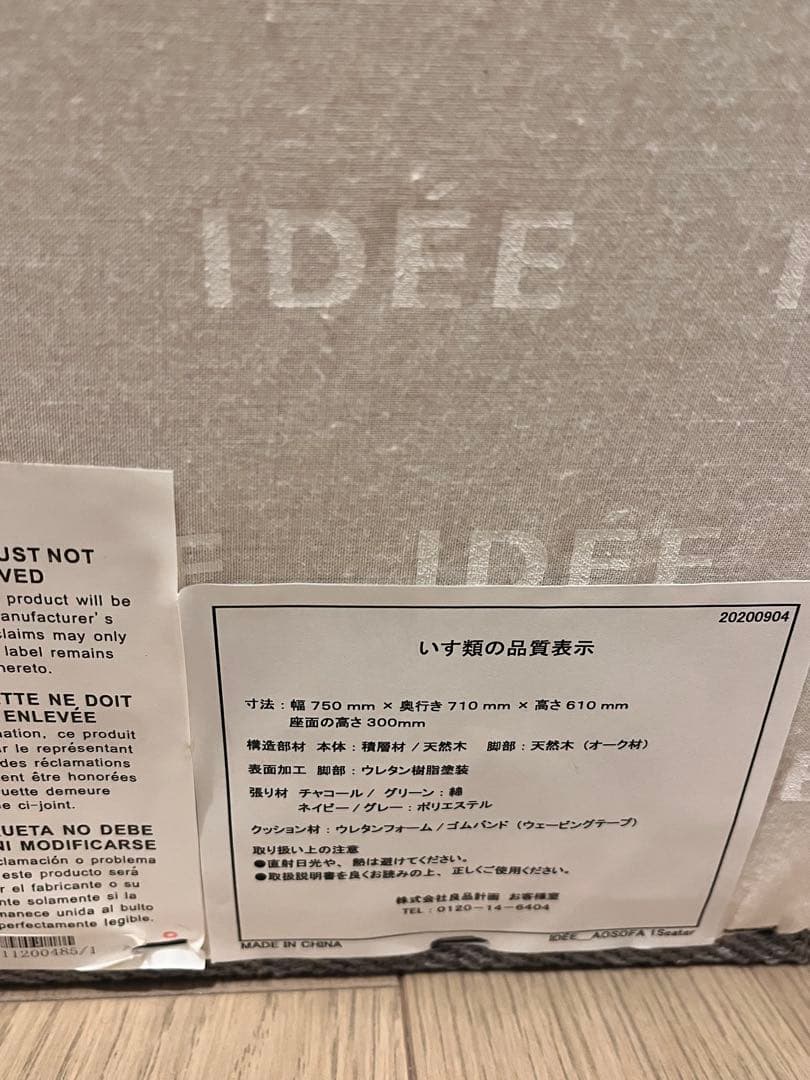 IDÉE
IDÉE
UST NOT
VED
product will be
anufacturer's
claims may only
label remains
hereto.
TTE NE DOIT
ENLEVÉE
ation, ce produit
ar le représentant
des réclamations
ent être honorées
quette demeure
e ci-joint.
UETA NO DEBE
NI MODIFICARSE
clamación o problema
este producto será
r el fabricante o su
nte solamente si la
manece unida al bulto
perfectamente legible.
11200485/1
20200904
いす類の品質表示
寸法：幅 750 mm × 奥行き 710 mm × 高さ 610 mm
座面の高さ 300mm
構造部材 本体：積層材 / 天然木 脚部：天然木（オーク材）
表面加工 脚部：ウレタン樹脂塗装
張り材 チャコール / グリーン：綿
ネイビー / グレー：ポリエステル
クッション材：ウレタンフォーム / ゴムバンド（ウェービングテープ）
取り扱い上の注意
●直射日光や、熱は避けてください。
●取扱説明書を良くお読みの上、正しくご使用ください。
株式会社良品計画 お客様室
TEL：0120-14-6404
MADE IN CHINA
IDÉE AOSOFA 1Seater